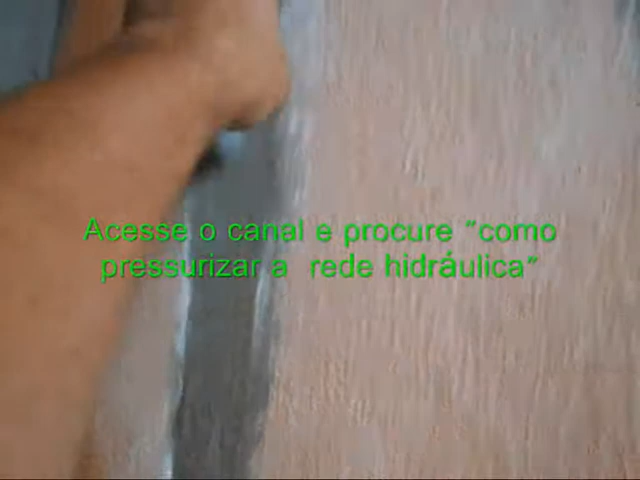 Acesse o canal e procure "como
pressurizar a rede hidráulica"